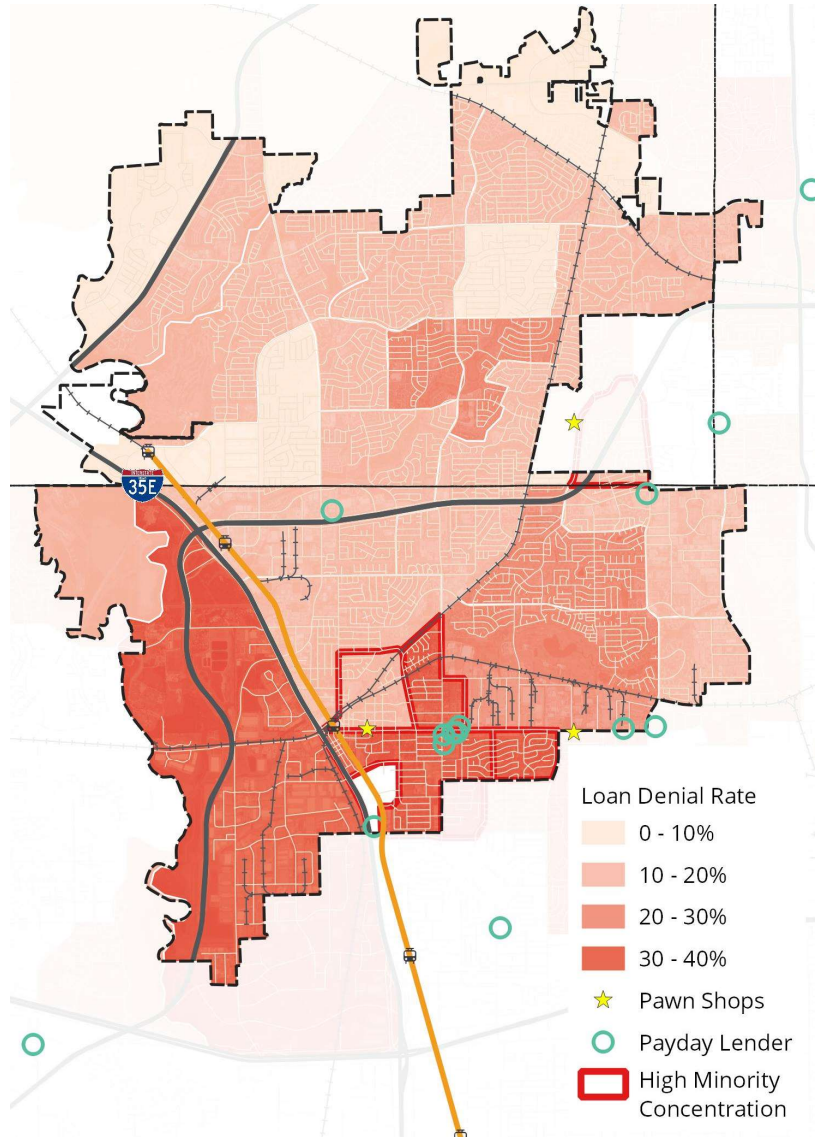 35E
Loan Denial Rate
0 - 10%
10 - 20%
20 - 30%
30 - 40%
Pawn Shops
Payday Lender
High Minority
Concentration